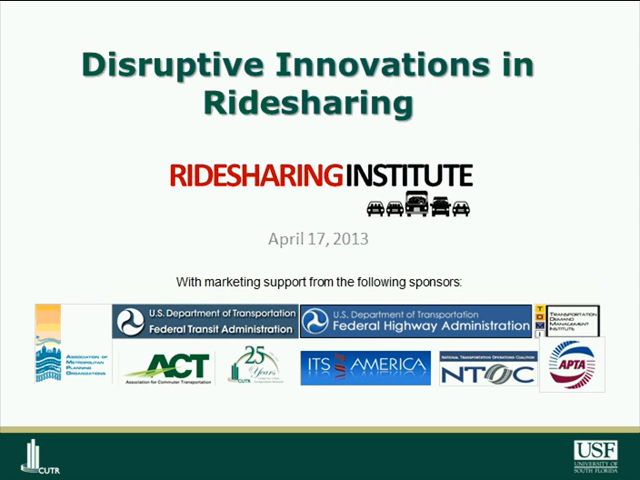 Disruptive Innovations in
Ridesharing
RIDESHARINGINSTITUTE
April 17, 2013
With marketing support from the following sponsors:
ASSOCIATION OF
METROPOLITAN
PLANNING
ORGANIZATIONS
U.S. Department of Transportation
Federal Transit Administration
U.S. Department of Transportation
Federal Highway Administration
TDMI
TRANSPORTATION
DEMAND
MANAGEMENT
INSTITUTE
ACT
Association for Commuter Transportation
25
Years
CUTR
ITS AMERICA
NATIONAL TRANSPORTATION OPERATIONS COALITION
NTOC
APTA
CUTR
USF
UNIVERSITY OF
SOUTH FLORIDA